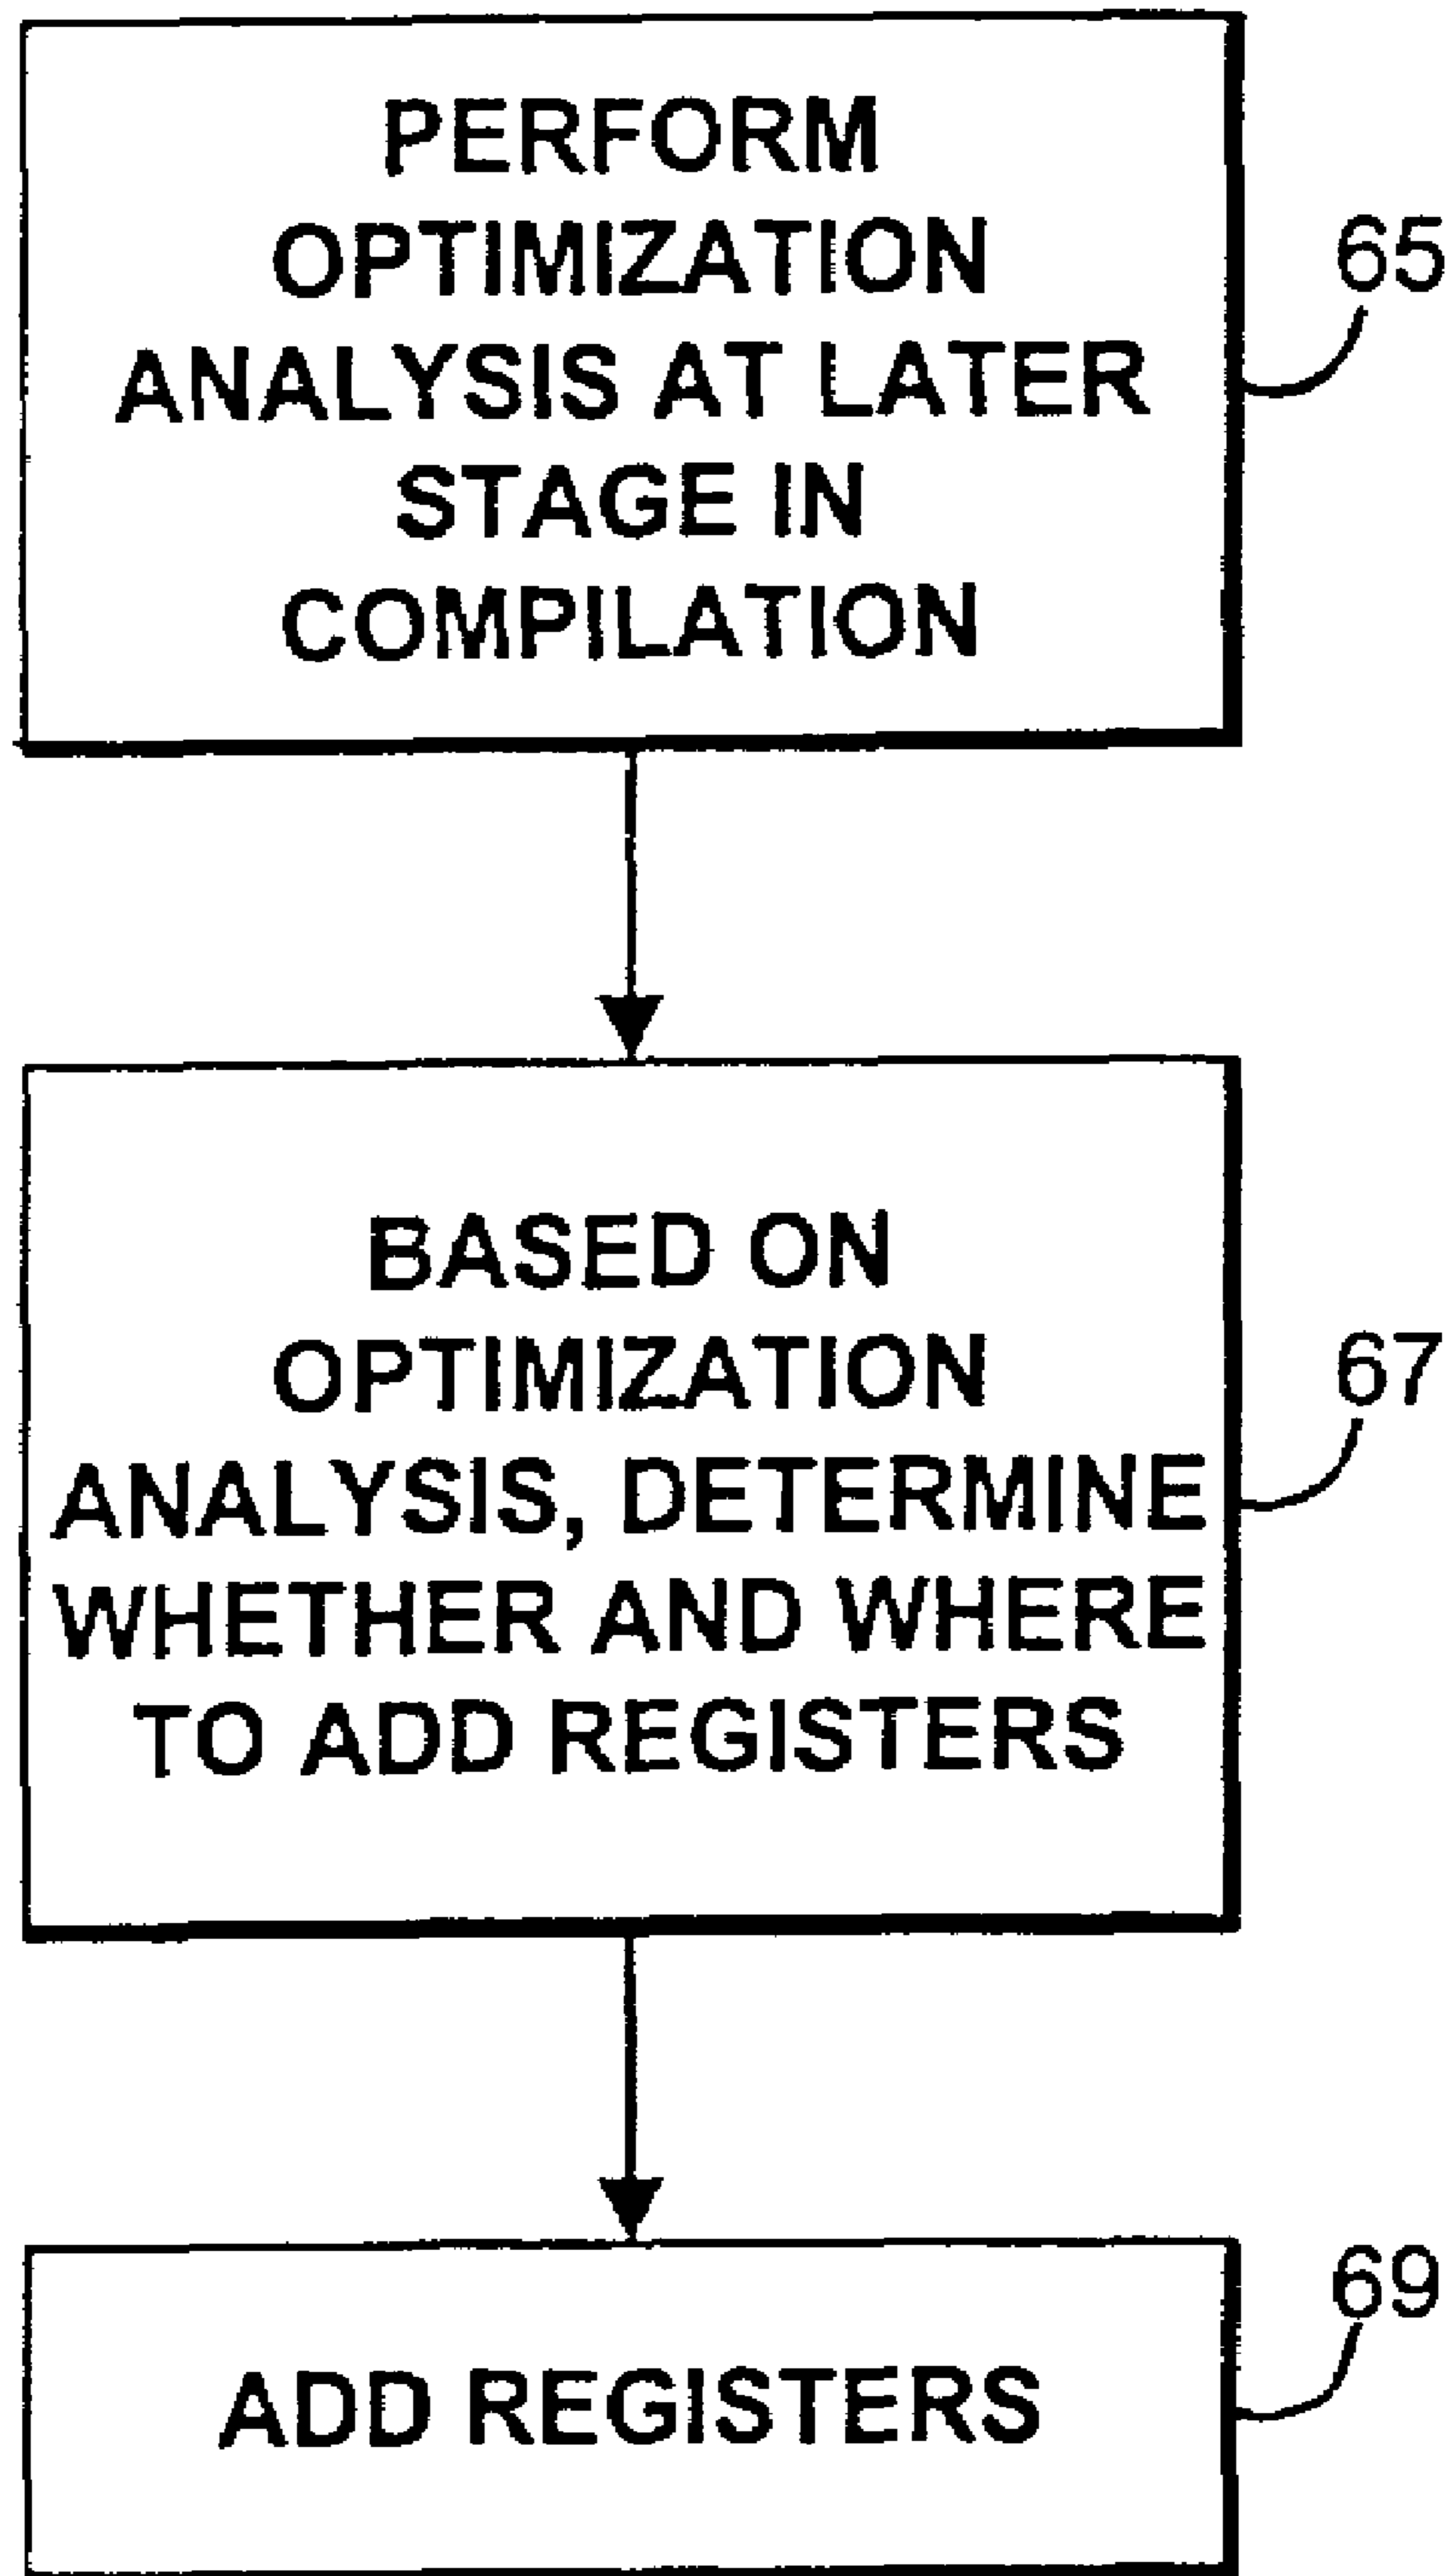 PERFORM
OPTIMIZATION
ANALYSIS AT LATER
STAGE IN
COMPILATION
65
BASED ON
OPTIMIZATION
ANALYSIS, DETERMINE
WHETHER AND WHERE
TO ADD REGISTERS
67
ADD REGISTERS
69